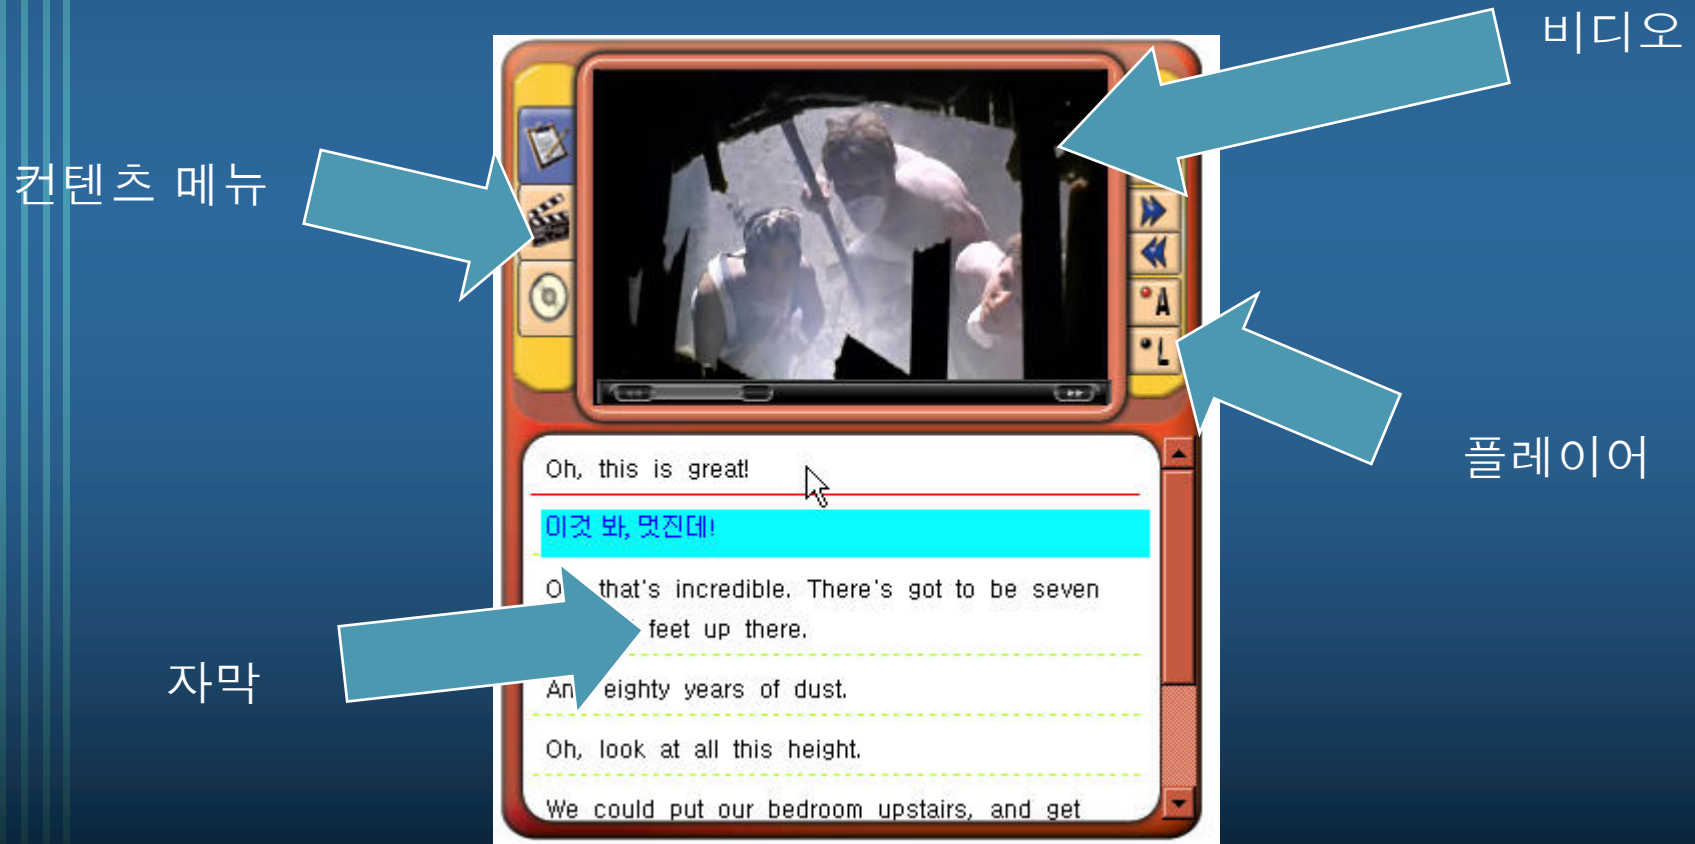 비디오
컨텐츠 메뉴
A
L
플레이어
Oh, this is great!
이것 봐, 멋진데!
that's incredible. There's got to be seven
feet up there.
eighty years of dust.
Oh, look at all this height.
We could put our bedroom upstairs, and get
자막